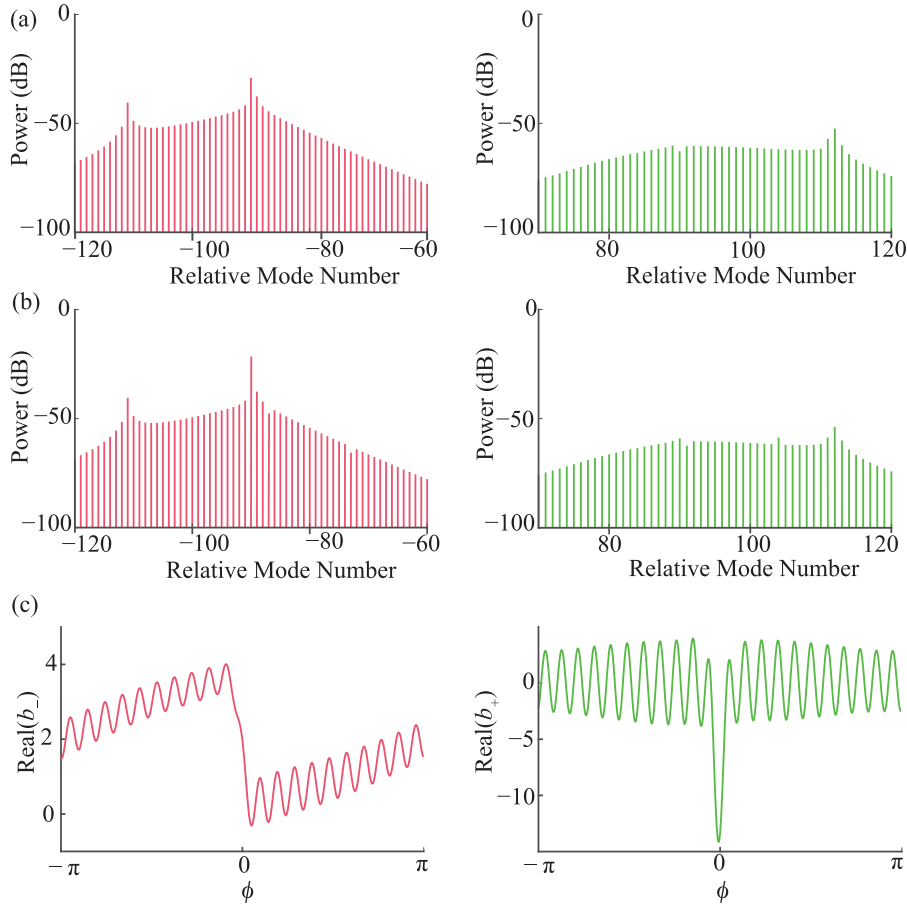 (a)
0
−50
−100
Power (dB)
−120
−100
−80
−60
Relative Mode Number
0
−50
−100
Power (dB)
80
100
120
Relative Mode Number
(b)
0
−50
−100
Power (dB)
−120
−100
−80
−60
Relative Mode Number
0
−50
−100
Power (dB)
80
100
120
Relative Mode Number
(c)
4
2
0
Real(b₋)
−π
0
π
ϕ
0
−5
−10
Real(b₊)
−π
0
π
ϕ